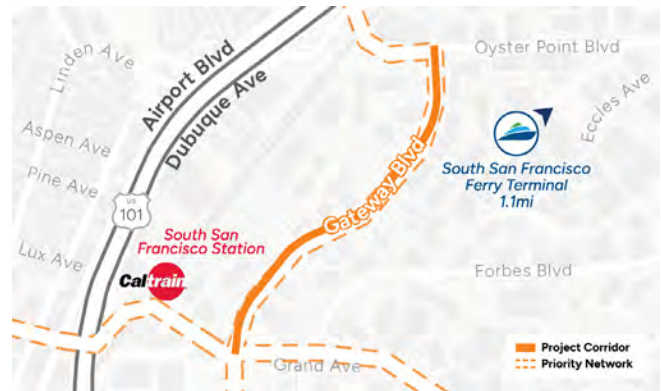 Oyster Point Blvd
Linden Ave
Airport Blvd
Dubuque Ave
Eccles Ave
Aspen Ave
Gateway Blvd
South San Francisco
Ferry Terminal
1.1mi
Pine Ave
US
101
South San
Francisco Station
Lux Ave
Caltrain
Forbes Blvd
Grand Ave
Project Corridor
Priority Network